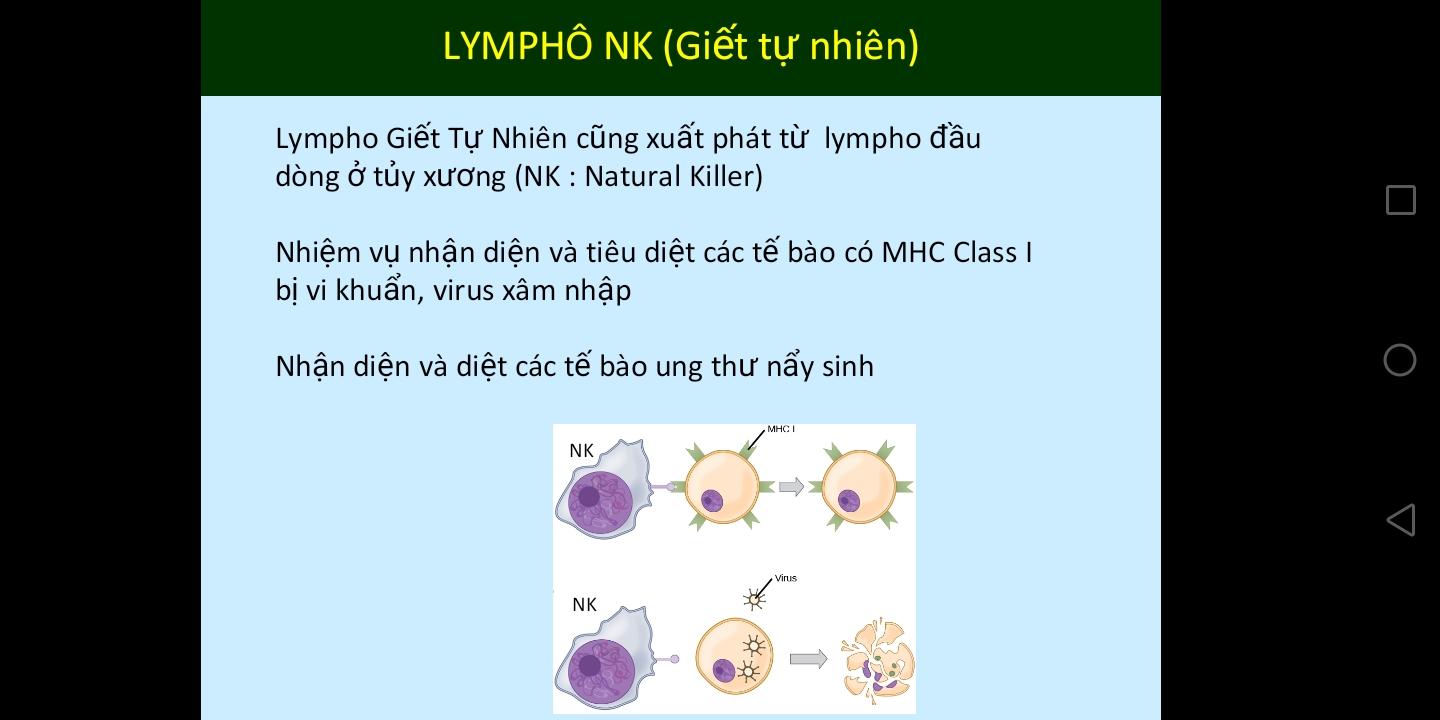 LYMPHÔ NK (Giết tự nhiên)
Lympho Giết Tự Nhiên cũng xuất phát từ lympho đầu
dòng ở tủy xương (NK : Natural Killer)
Nhiệm vụ nhận diện và tiêu diệt các tế bào có MHC Class I
bị vi khuẩn, virus xâm nhập
Nhận diện và diệt các tế bào ung thư nẩy sinh
MHC I
NK
Virus
NK